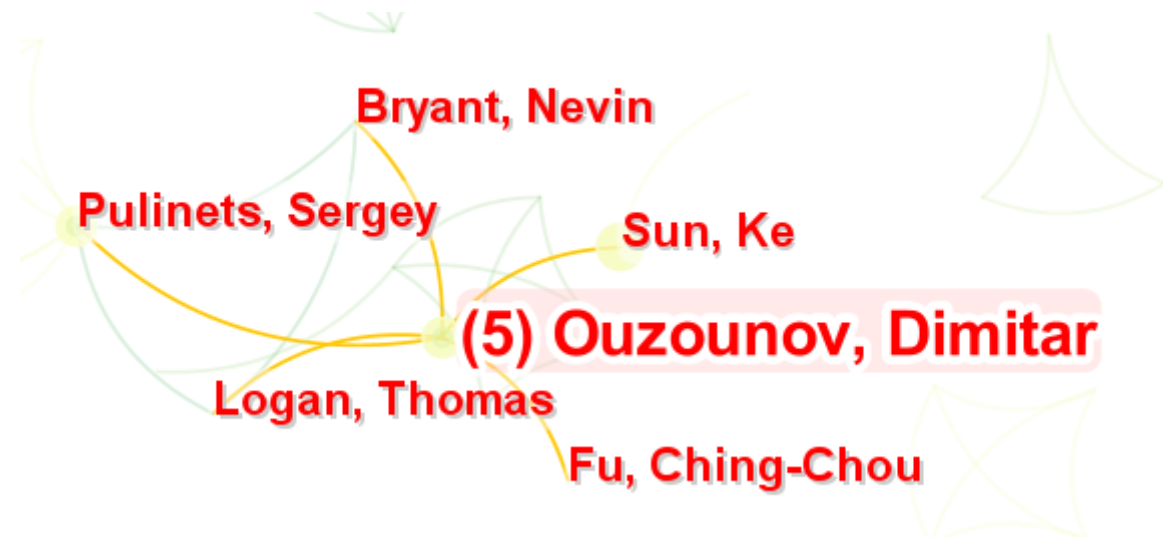 Bryant, Nevin
Pulinets, Sergey
Sun, Ke
(5) Ouzounov, Dimitar
Logan, Thomas
Fu, Ching-Chou